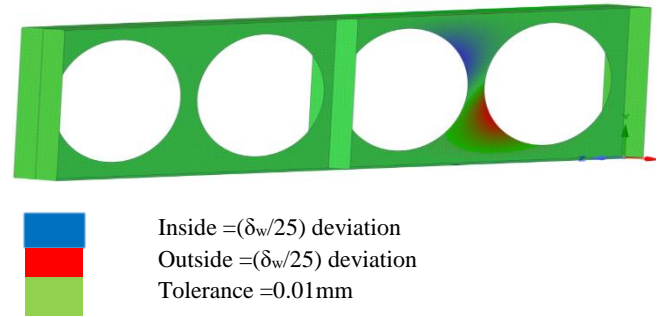 Y
Z
Inside =(δw/25) deviation
Outside =(δw/25) deviation
Tolerance =0.01mm